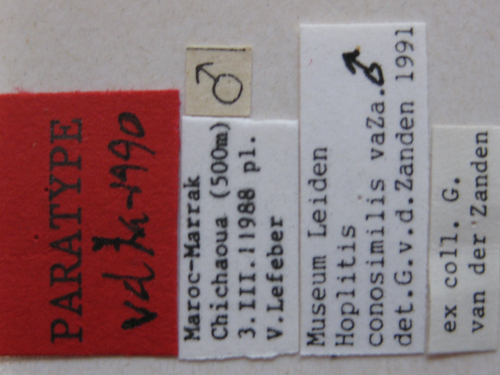 PARATYPE
vdZa-1990
♂
Maroc-Marrak
Chichaoua (500m)
3.III.1988 pl.
V.Lefeber
Museum Leiden
Hoplitis ♂
conosimilis vaZa.
det.G.v.d.Zanden 1991
ex coll. G.
van der Zanden